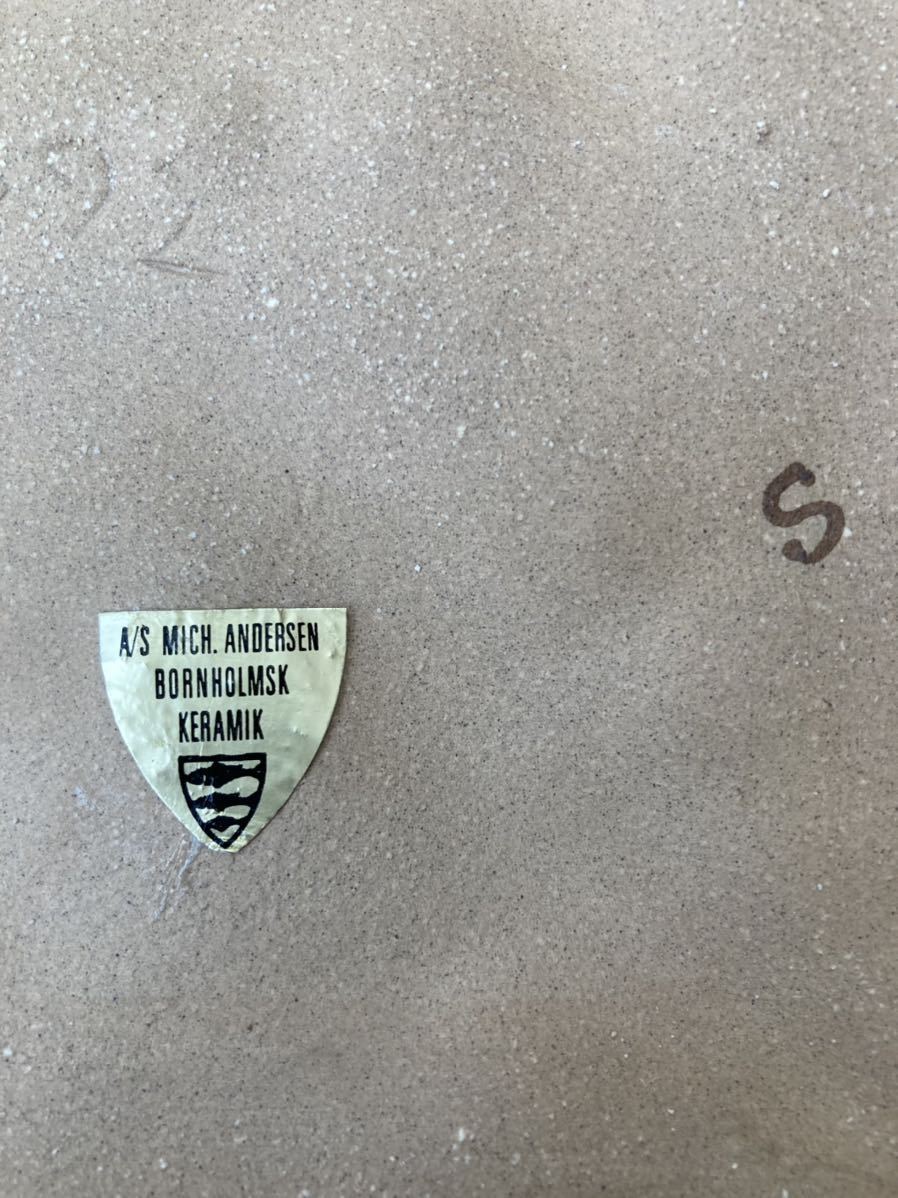 S
A/S MICH. ANDERSEN
BORNHOLMSK
KERAMIK